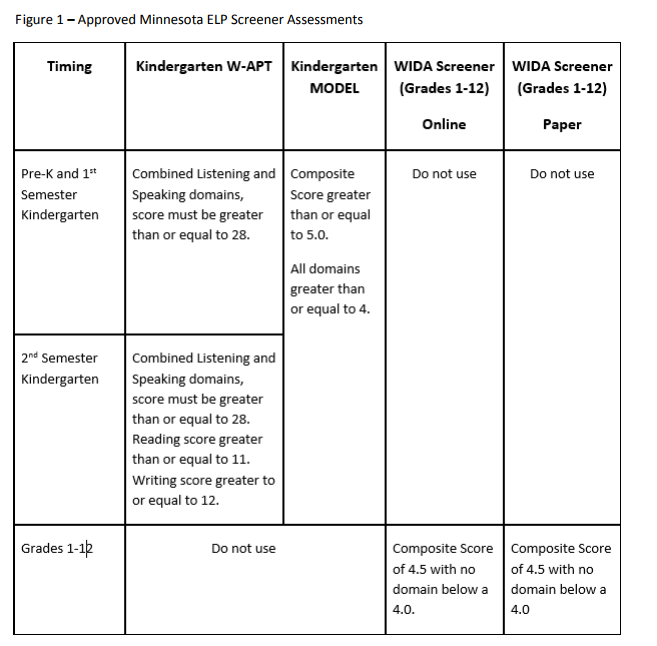 Figure 1 – Approved Minnesota ELP Screener Assessments
Timing
Kindergarten W-APT
Kindergarten
MODEL
WIDA Screener
(Grades 1-12)
Online
WIDA Screener
(Grades 1-12)
Paper
Pre-K and 1st
Semester
Kindergarten
Combined Listening and
Speaking domains,
score must be greater
than or equal to 28.
Composite
Score greater
than or equal
to 5.0.
All domains
greater than
or equal to 4.
Do not use
Do not use
2nd Semester
Kindergarten
Combined Listening and
Speaking domains,
score must be greater
than or equal to 28.
Reading score greater
than or equal to 11.
Writing score greater to
or equal to 12.
Grades 1-12
Do not use
Composite Score
of 4.5 with no
domain below a
4.0.
Composite Score
of 4.5 with no
domain below a
4.0